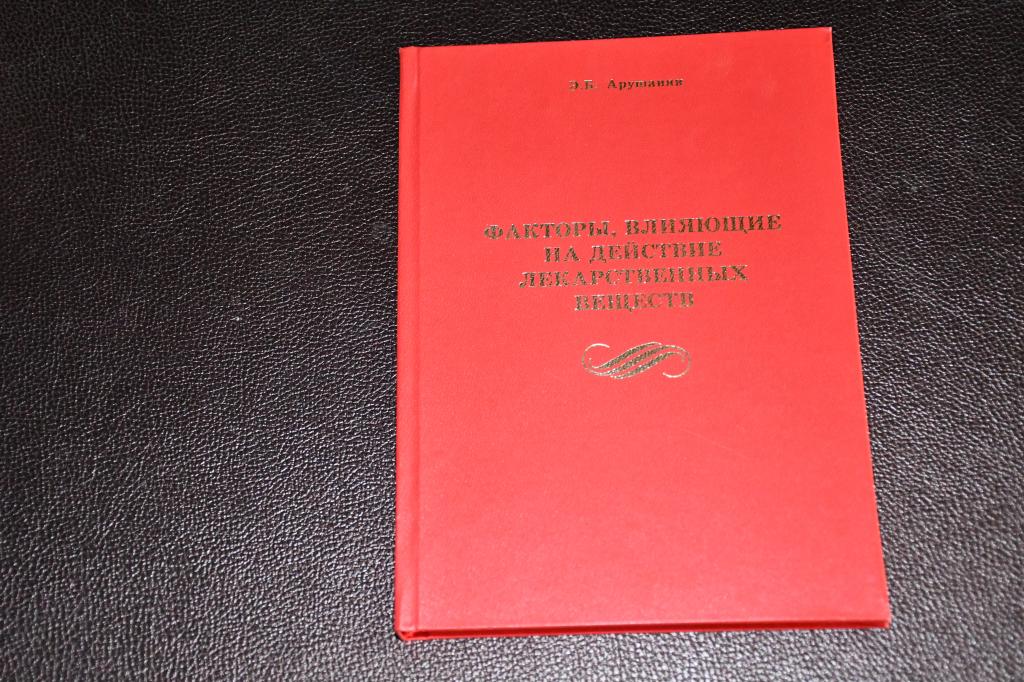 Э.Б. Арушанян
ФАКТОРЫ, ВЛИЯЮЩИЕ
НА ДЕЙСТВИЕ
ЛЕКАРСТВЕННЫХ
ВЕЩЕСТВ